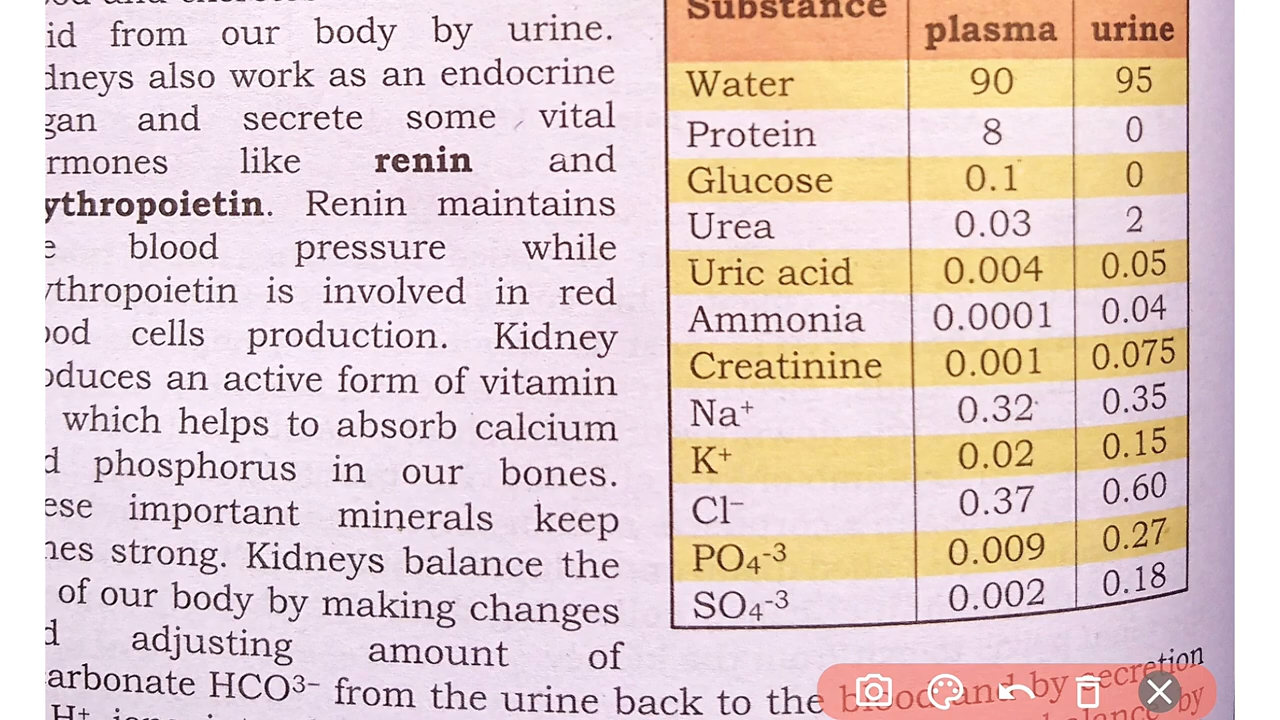 id from our body by urine.
dneys also work as an endocrine
gan and secrete some vital
rmones like renin and
ythropoietin. Renin maintains
e blood pressure while
ythropoietin is involved in red
ood cells production. Kidney
oduces an active form of vitamin
which helps to absorb calcium
d phosphorus in our bones.
ese important minerals keep
nes strong. Kidneys balance the
of our body by making changes
d adjusting amount of
arbonate HCO3− from the urine back to the blood and by secretion
H+
by
Substance plasma urine
Water 90 95
Protein 8 0
Glucose 0.1 0
Urea 0.03 2
Uric acid 0.004 0.05
Ammonia 0.0001 0.04
Creatinine 0.001 0.075
Na+ 0.32 0.35
K+ 0.02 0.15
Cl− 0.37 0.60
PO4-3 0.009 0.27
SO4-3 0.002 0.18